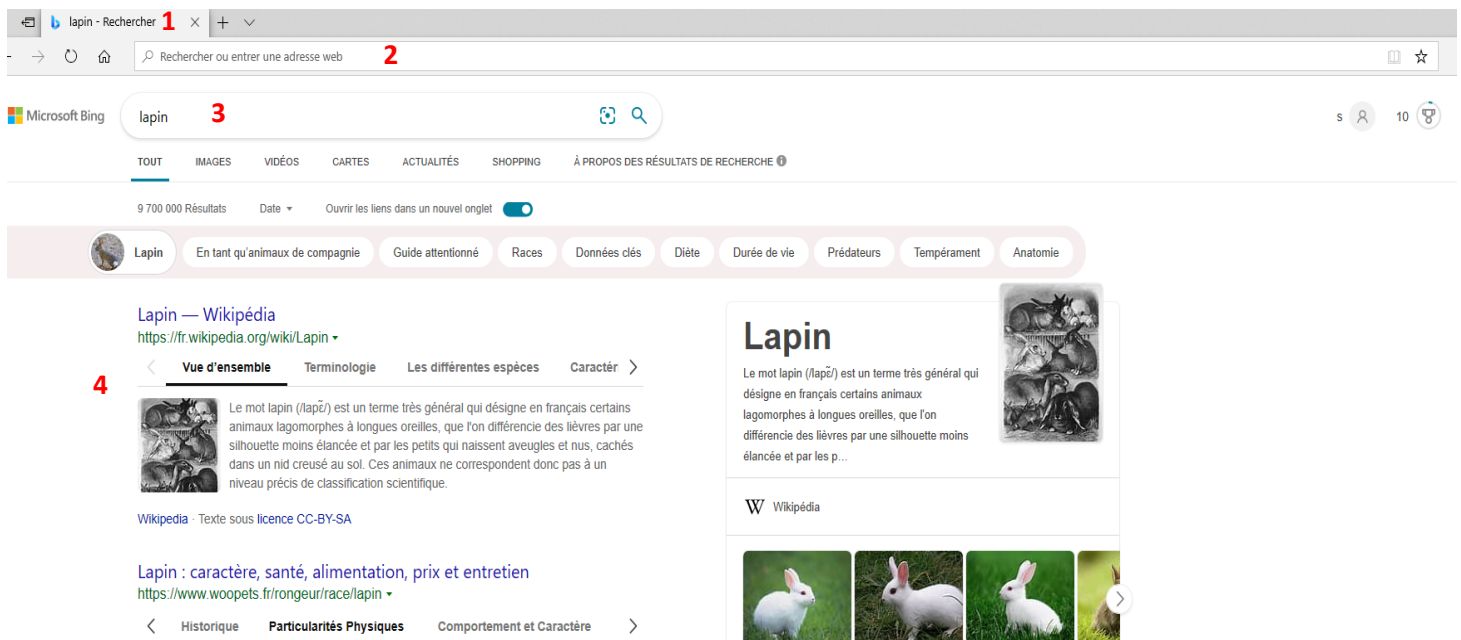 lapin - Rechercher 1
Rechercher ou entrer une adresse web 2
Microsoft Bing
lapin 3
s 10
TOUT IMAGES VIDÉOS CARTES ACTUALITÉS SHOPPING À PROPOS DES RÉSULTATS DE RECHERCHE
9 700 000 Résultats Date Ouvrir les liens dans un nouvel onglet
Lapin En tant qu'animaux de compagnie Guide attentionné Races Données clés Diète Durée de vie Prédateurs Tempérament Anatomie
Lapin — Wikipédia
https://fr.wikipedia.org/wiki/Lapin
Vue d'ensemble Terminologie Les différentes espèces Caractér
4
Le mot lapin (/lapɛ̃/) est un terme très général qui désigne en français certains
animaux lagomorphes à longues oreilles, que l'on différencie des lièvres par une
silhouette moins élancée et par les petits qui naissent aveugles et nus, cachés
dans un nid creusé au sol. Ces animaux ne correspondent donc pas à un
niveau précis de classification scientifique.
Wikipedia · Texte sous licence CC-BY-SA
Lapin : caractère, santé, alimentation, prix et entretien
https://www.woopets.fr/rongeur/race/lapin
Historique Particularités Physiques Comportement et Caractère
Lapin
Le mot lapin (/lapɛ̃/) est un terme très général qui
désigne en français certains animaux
lagomorphes à longues oreilles, que l'on
différencie des lièvres par une silhouette moins
élancée et par les p...
W Wikipédia